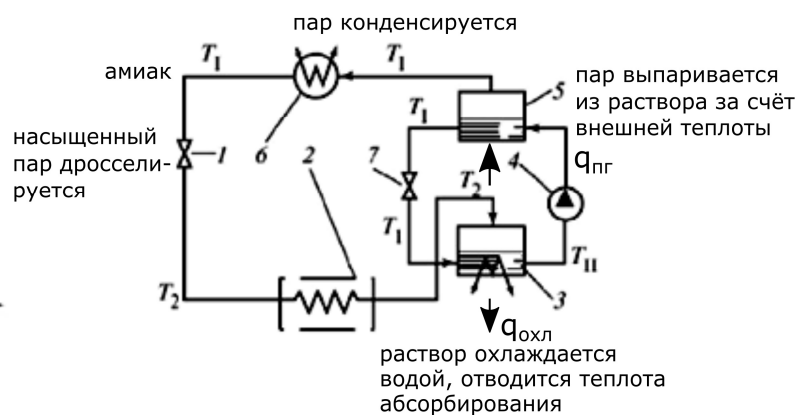 пар конденсируется
T₁
T₁
амиак
пар выпаривается
из раствора за счёт
внешней теплоты
5
T₁
насыщенный
пар дроссели-
руется
1
6
2
7
4
qпг
T₂
T₁
TII
T₂
3
qохл
раствор охлаждается
водой, отводится теплота
абсорбирования